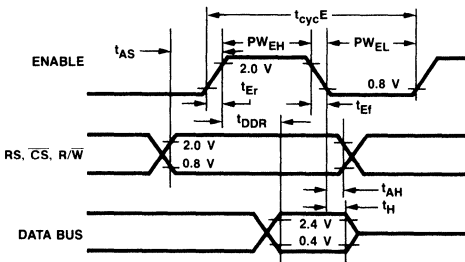 tcycE
tAS
PWEH
PWEL
ENABLE
2.0 V
0.8 V
tEr
tEf
tDDR
RS, C̅S̅, R/W̅
2.0 V
0.8 V
tAH
tH
DATA BUS
2.4 V
0.4 V